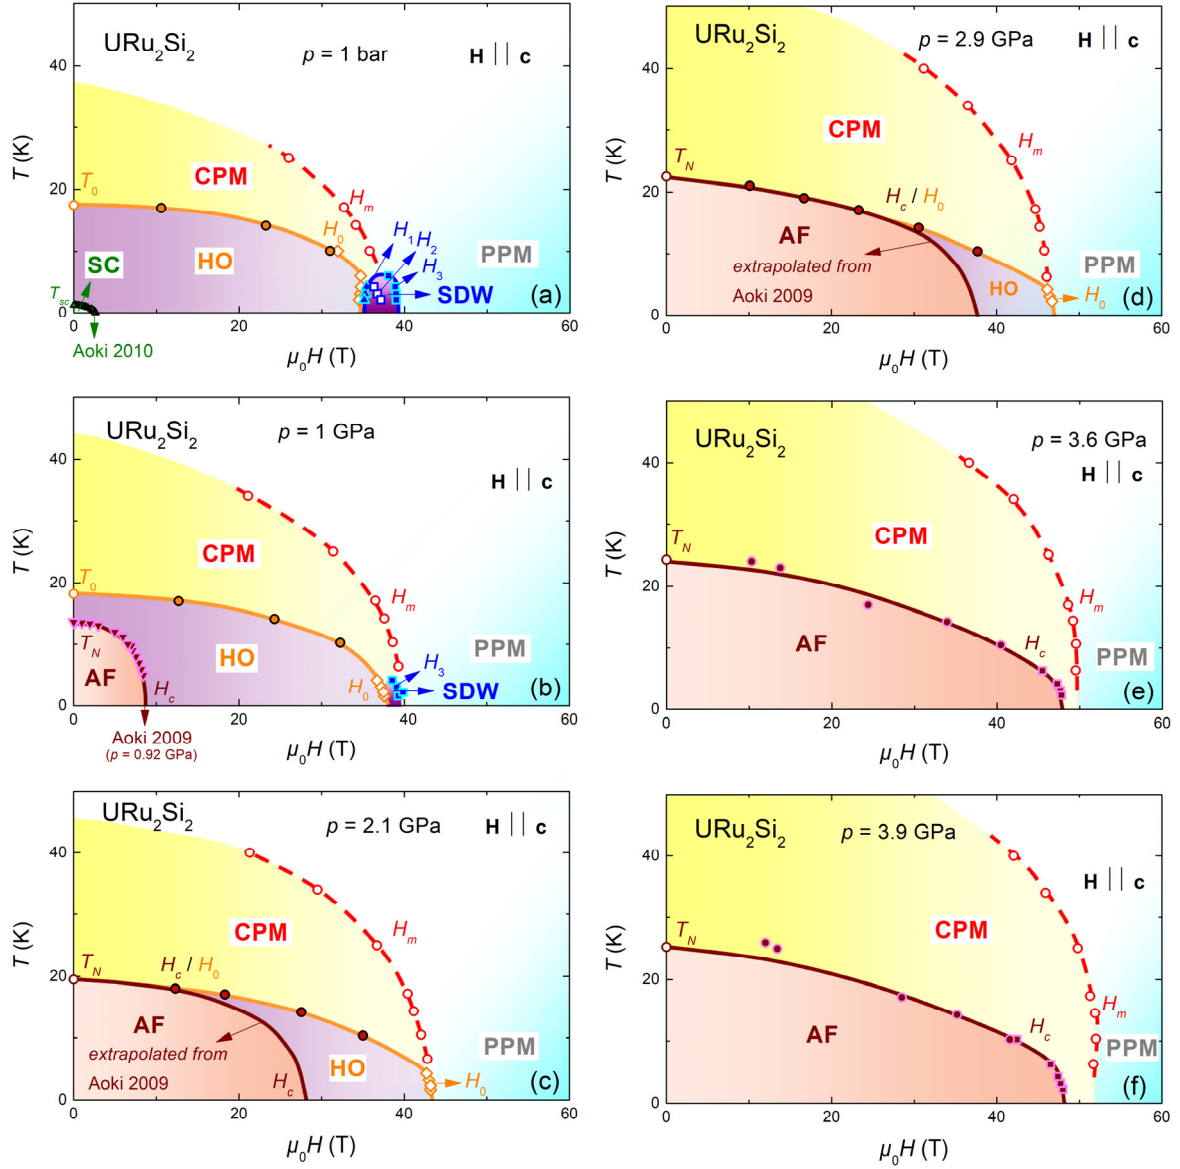 URu2Si2
p = 1 bar
H || c
T0
CPM
Hm
H0
H1 H2
H3
PPM
SC
HO
SDW
(a)
Tsc
Aoki 2010
T (K)
40
20
0
0 20 40 60
μ0H (T)
URu2Si2
p = 1 GPa
H || c
CPM
T0
Hm
TN
HO
PPM
H3
AF
Hc
H0
SDW
(b)
Aoki 2009
(p = 0.92 GPa)
T (K)
40
20
0
0 20 40 60
μ0H (T)
URu2Si2
p = 2.1 GPa
H || c
CPM
Hm
TN
Hc / H0
AF
extrapolated from
Aoki 2009
HO
PPM
Hc
H0
(c)
T (K)
40
20
0
0 20 40 60
μ0H (T)
URu2Si2
p = 2.9 GPa
H || c
CPM
Hm
TN
Hc / H0
AF
extrapolated from
Aoki 2009
HO
PPM
H0
(d)
T (K)
40
20
0
0 20 40 60
μ0H (T)
URu2Si2
p = 3.6 GPa
H || c
CPM
TN
Hm
AF
Hc
PPM
(e)
T (K)
40
20
0
0 20 40 60
μ0H (T)
URu2Si2
p = 3.9 GPa
H || c
CPM
TN
Hm
AF
Hc
PPM
(f)
T (K)
40
20
0
0 20 40 60
μ0H (T)